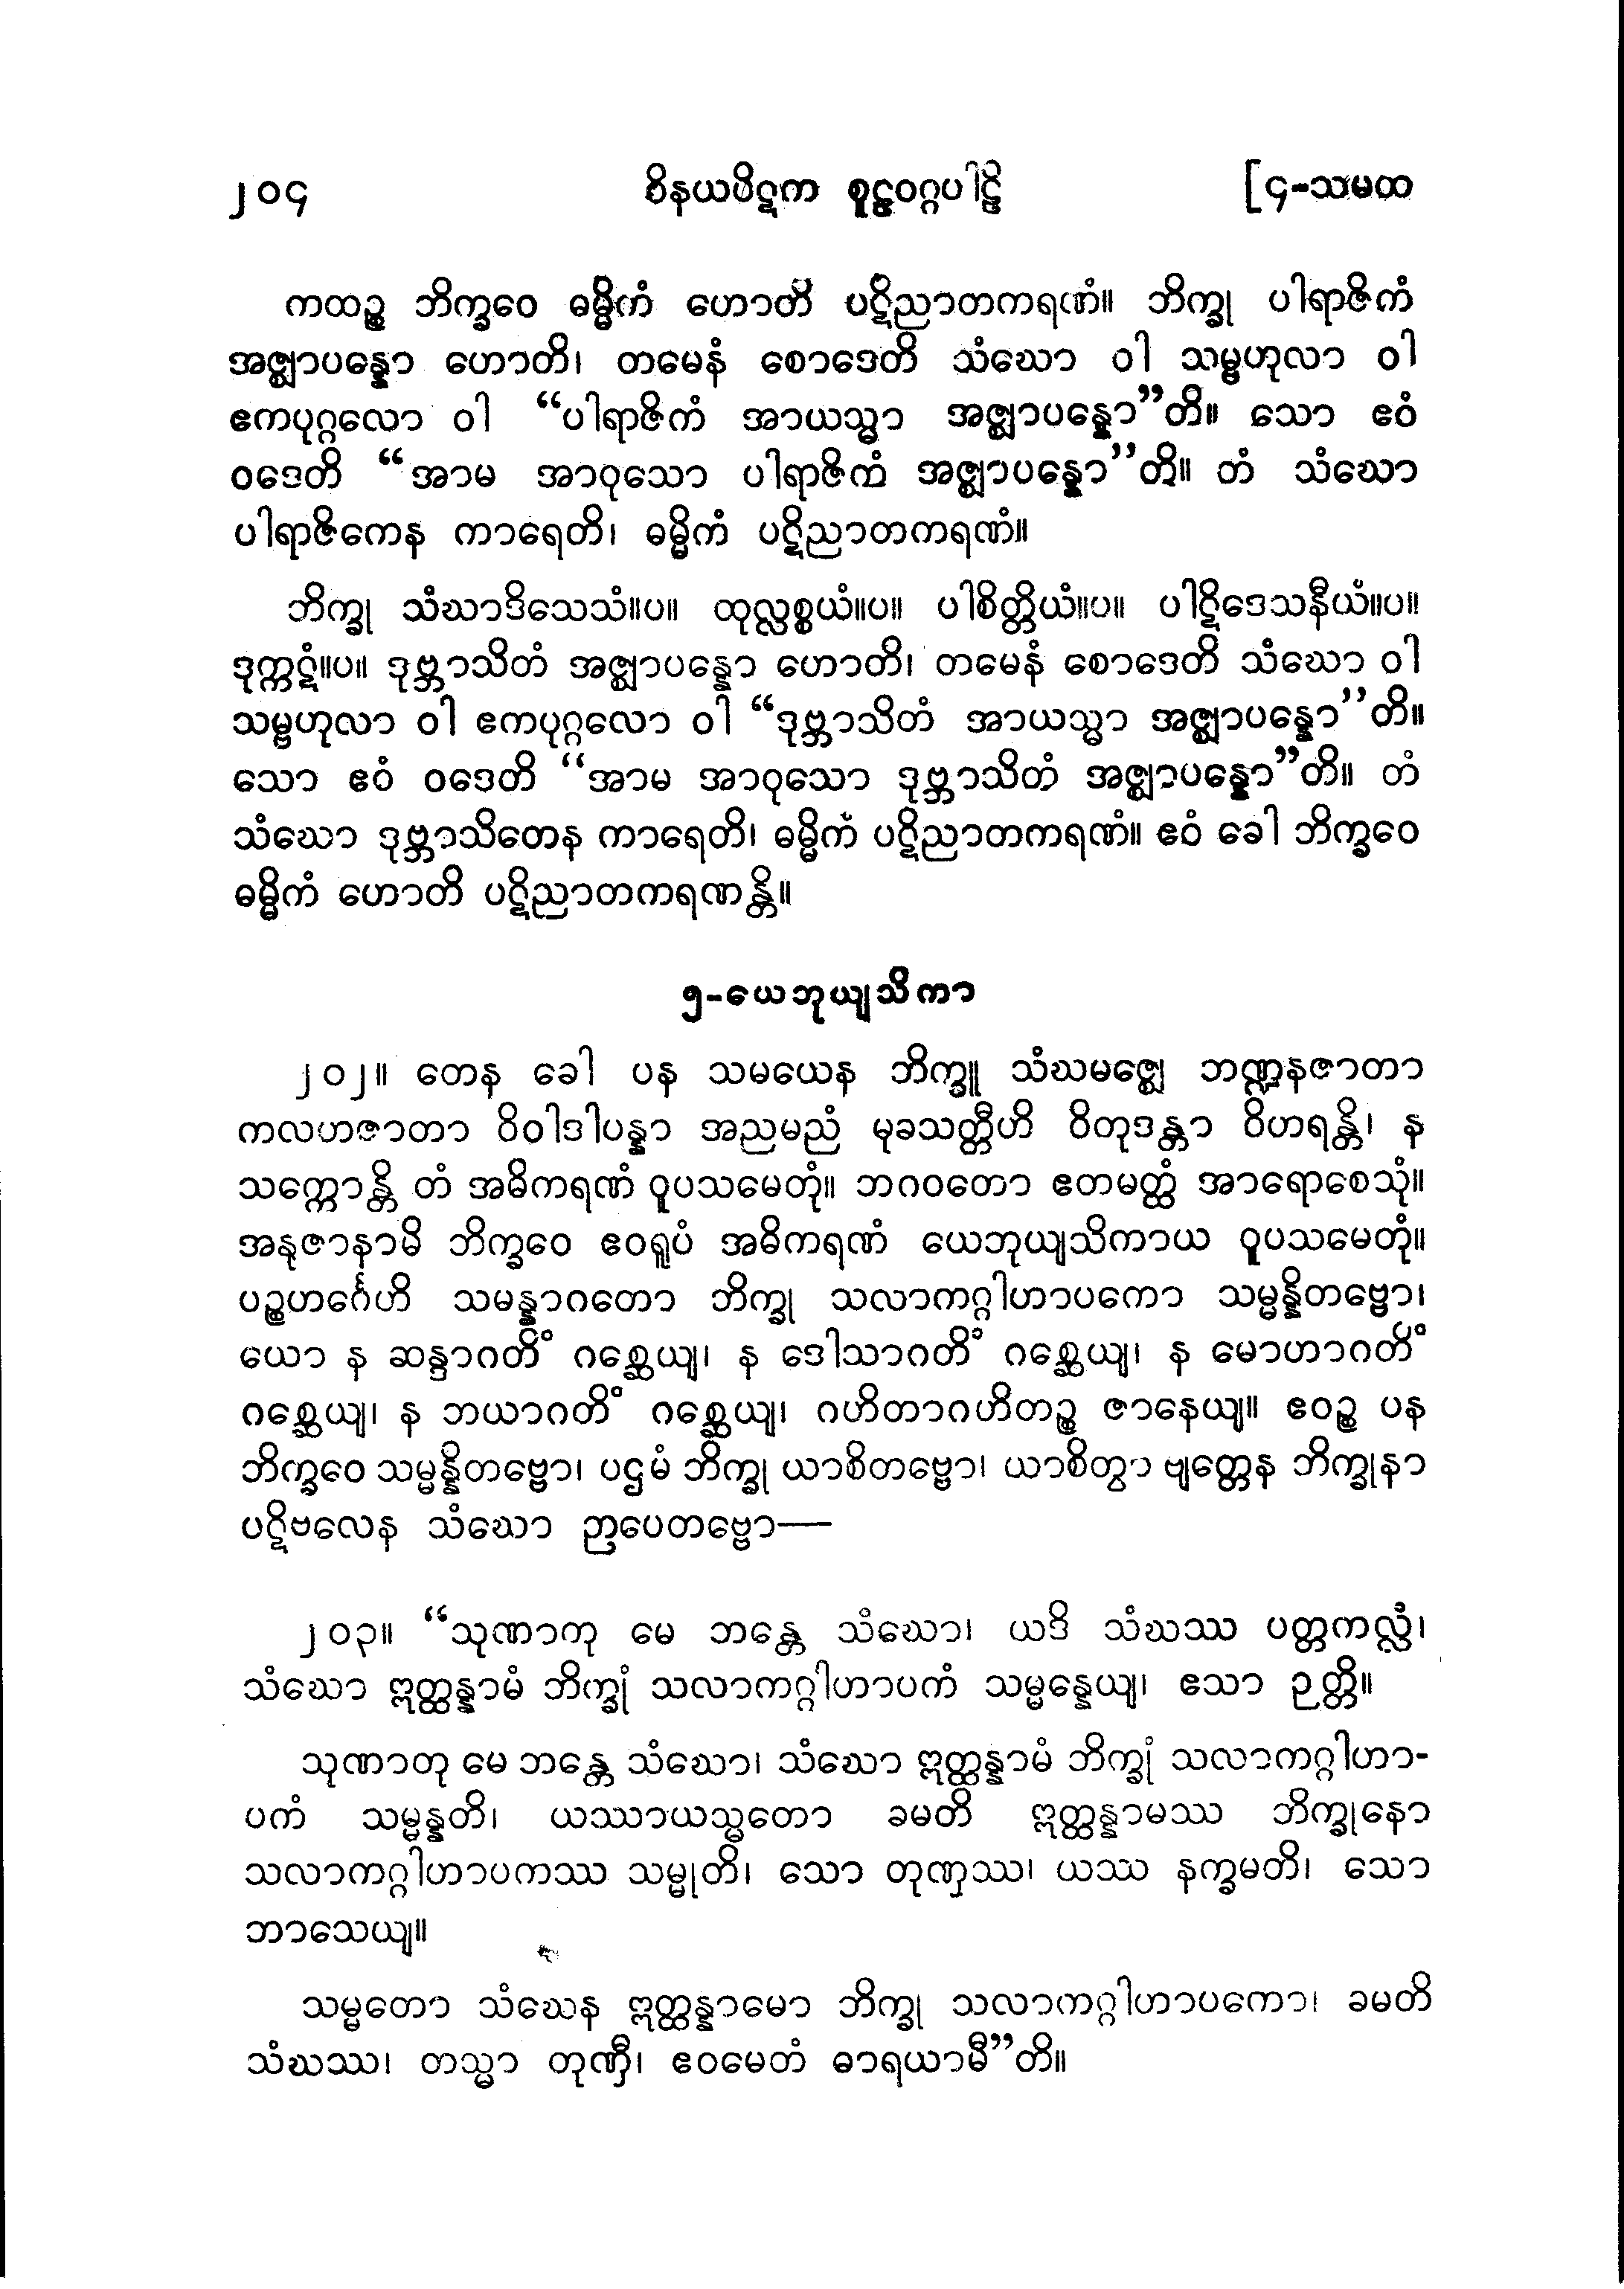 ၂၀၄ ဝိနယပိဋက စူဠဝဂ္ဂပါဠိ [၄-သမထ
ကထဉ္စ ဘိက္ခဝေ ဓမ္မိကံ ဟောတိ ပဋိညာတကရဏံ။ ဘိက္ခု ပါရာဇိကံ
အဇ္ဈာပန္နော ဟောတိ၊ တမေနံ စောဒေတိ သံဃော ဝါ သမ္ဗဟုလာ ဝါ
ဧကပုဂ္ဂလော ဝါ “ပါရာဇိကံ အာယသ္မာ အဇ္ဈာပန္နော”တိ။ သော ဧဝံ
ဝဒေတိ “အာမ အာဝုသော ပါရာဇိကံ အဇ္ဈာပန္နော”တိ။ တံ သံဃော
ပါရာဇိကေန ကာရေတိ၊ ဓမ္မိကံ ပဋိညာတကရဏံ။
ဘိက္ခု သံဃာဒိသေသံ။ပ။ ထုလ္လစ္စယံ။ပ။ ပါစိတ္တိယံ။ပ။ ပါဋိဒေသနီယံ။ပ။
ဒုက္ကဋံ။ပ။ ဒုဗ္ဘာသိတံ အဇ္ဈာပန္နော ဟောတိ၊ တမေနံ စောဒေတိ သံဃော ဝါ
သမ္ဗဟုလာ ဝါ ဧကပုဂ္ဂလော ဝါ “ဒုဗ္ဘာသိတံ အာယသ္မာ အဇ္ဈာပန္နော”တိ။
သော ဧဝံ ဝဒေတိ “အာမ အာဝုသော ဒုဗ္ဘာသိတံ အဇ္ဈာပန္နော”တိ။ တံ
သံဃော ဒုဗ္ဘာသိတေန ကာရေတိ၊ ဓမ္မိကံ ပဋိညာတကရဏံ။ ဧဝံ ခေါ ဘိက္ခဝေ
ဓမ္မိကံ ဟောတိ ပဋိညာတကရဏန္တိ။
၅-ယေဘုယျသိကာ
၂၀၂။ တေန ခေါ ပန သမယေန ဘိက္ခူ သံဃမဇ္ဈေ ဘဏ္ဍနဇာတာ
ကလဟဇာတာ ဝိဝါဒါပန္နာ အညမညံ မုခသတ္တီဟိ ဝိတုဒန္တာ ဝိဟရန္တိ၊ န
သက္ကောန္တိ တံ အဓိကရဏံ ဝူပသမေတုံ။ ဘဂဝတော ဧတမတ္ထံ အာရောစေသုံ။
အနုဇာနာမိ ဘိက္ခဝေ ဧဝရူပံ အဓိကရဏံ ယေဘုယျသိကာယ ဝူပသမေတုံ။
ပဉ္စဟင်္ဂေဟိ သမန္နာဂတော ဘိက္ခု သလာကဂ္ဂါဟာပကော သမ္မန္နိတဗ္ဗော၊
ယော န ဆန္ဒာဂတိံ ဂစ္ဆေယျ၊ န ဒေါသာဂတိံ ဂစ္ဆေယျ၊ န မောဟာဂတိံ
ဂစ္ဆေယျ၊ န ဘယာဂတိံ ဂစ္ဆေယျ၊ ဂဟိတာဂဟိတဉ္စ ဇာနေယျ။ ဧဝဉ္စ ပန
ဘိက္ခဝေ သမ္မန္နိတဗ္ဗော၊ ပဌမံ ဘိက္ခု ယာစိတဗ္ဗော၊ ယာစိတွာ ဗျတ္တေန ဘိက္ခုနာ
ပဋိဗလေန သံဃော ဉာပေတဗ္ဗော—
၂၀၃။ “သုဏာတု မေ ဘန္တေ သံဃော၊ ယဒိ သံဃဿ ပတ္တကလ္လံ၊
သံဃော ဣတ္ထန္နာမံ ဘိက္ခုံ သလာကဂ္ဂါဟာပကံ သမ္မန္နေယျ၊ ဧသာ ဉတ္တိ။
သုဏာတု မေ ဘန္တေ သံဃော၊ သံဃော ဣတ္ထန္နာမံ ဘိက္ခုံ သလာကဂ္ဂါဟာ-
ပကံ သမ္မန္နတိ၊ ယဿာယသ္မတော ခမတိ ဣတ္ထန္နာမဿ ဘိက္ခုနော
သလာကဂ္ဂါဟာပကဿ သမ္မုတိ၊ သော တုဏှဿ၊ ယဿ နက္ခမတိ၊ သော
ဘာသေယျ။
သမ္မတော သံဃေန ဣတ္ထန္နာမော ဘိက္ခု သလာကဂ္ဂါဟာပကော၊ ခမတိ
သံဃဿ၊ တသ္မာ တုဏှီ၊ ဧဝမေတံ ဓာရယာမီ”တိ။